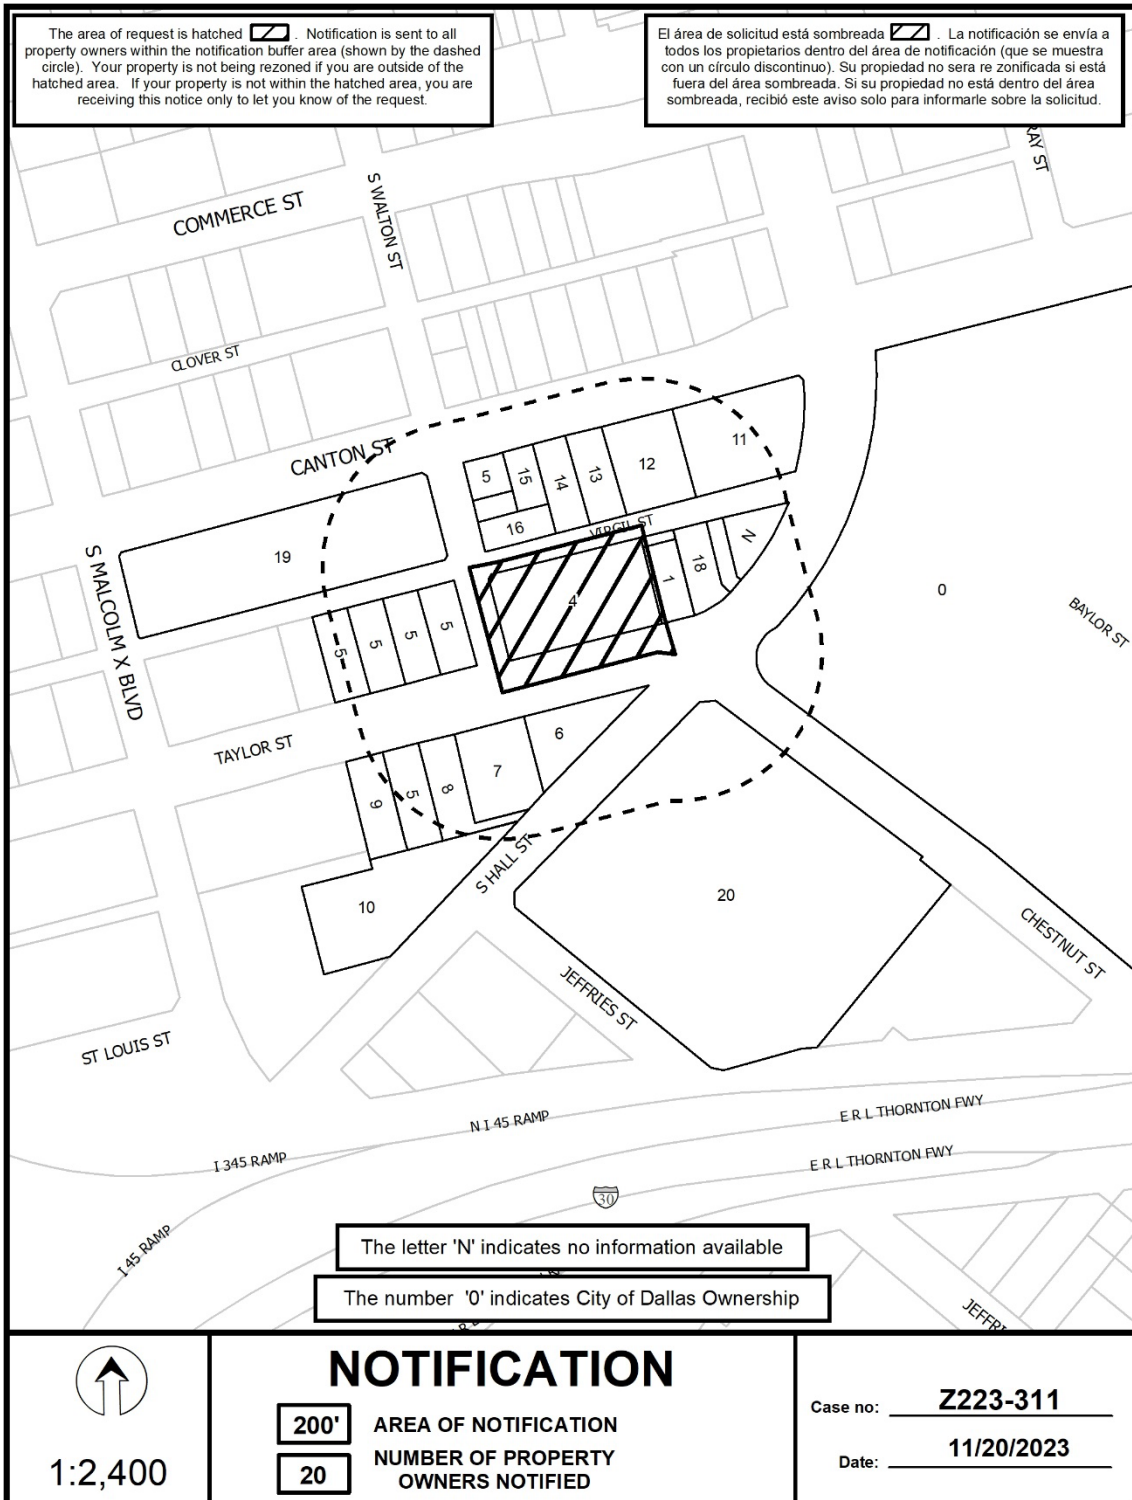 The area of request is hatched . Notification is sent to all
property owners within the notification buffer area (shown by the dashed
circle). Your property is not being rezoned if you are outside of the
hatched area. If your property is not within the hatched area, you are
receiving this notice only to let you know of the request.
El área de solicitud está sombreada . La notificación se envía a
todos los propietarios dentro del área de notificación (que se muestra
con un círculo discontinuo). Su propiedad no sera re zonificada si está
fuera del área sombreada. Si su propiedad no está dentro del área
sombreada, recibió este aviso solo para informarle sobre la solicitud.
RAY ST
COMMERCE ST
S WALTON ST
CLOVER ST
CANTON ST
11
12
13
14
15
5
16
VIRGIL ST
19
S MALCOLM X BLVD
4
1
18
N
0
BAYLOR ST
5
5
5
5
TAYLOR ST
6
7
8
5
9
S HALL ST
10
20
CHESTNUT ST
JEFFRIES ST
ST LOUIS ST
N I 45 RAMP
E R L THORNTON FWY
I 345 RAMP
E R L THORNTON FWY
30
I 45 RAMP
The letter 'N' indicates no information available
The number '0' indicates City of Dallas Ownership
JEFFRI
1:2,400
NOTIFICATION
200' AREA OF NOTIFICATION
20 NUMBER OF PROPERTY
OWNERS NOTIFIED
Case no: Z223-311
Date: 11/20/2023